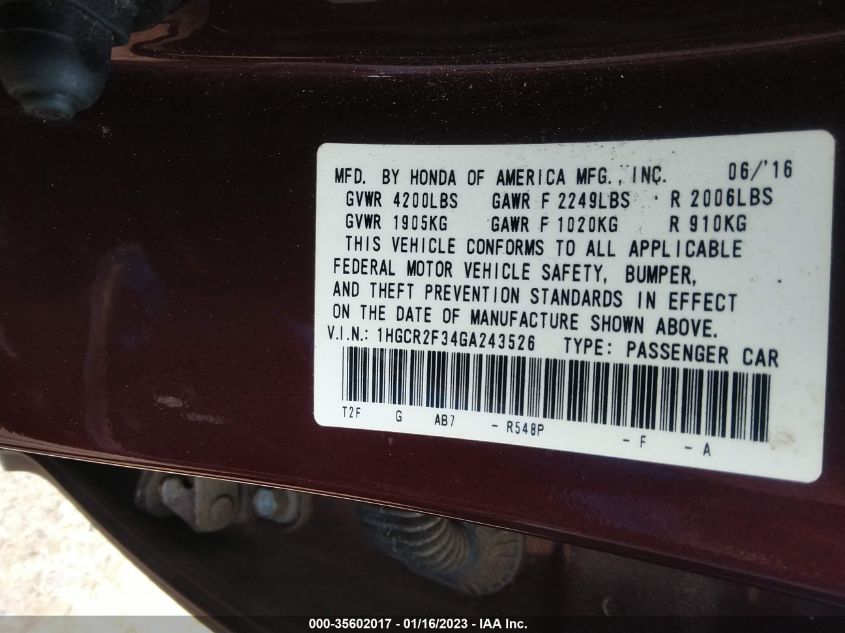 MFD. BY HONDA OF AMERICA MFG., INC. 06/'16
GVWR 4200LBS GAWR F 2249LBS R 2006LBS
GVWR 1905KG GAWR F 1020KG R 910KG
THIS VEHICLE CONFORMS TO ALL APPLICABLE
FEDERAL MOTOR VEHICLE SAFETY, BUMPER,
AND THEFT PREVENTION STANDARDS IN EFFECT
ON THE DATE OF MANUFACTURE SHOWN ABOVE.
V.I.N.: 1HGCR2F34GA243526 TYPE: PASSENGER CAR
T2F G AB7 - R548P - F - A
000-35602017 - 01/16/2023 - IAA Inc.